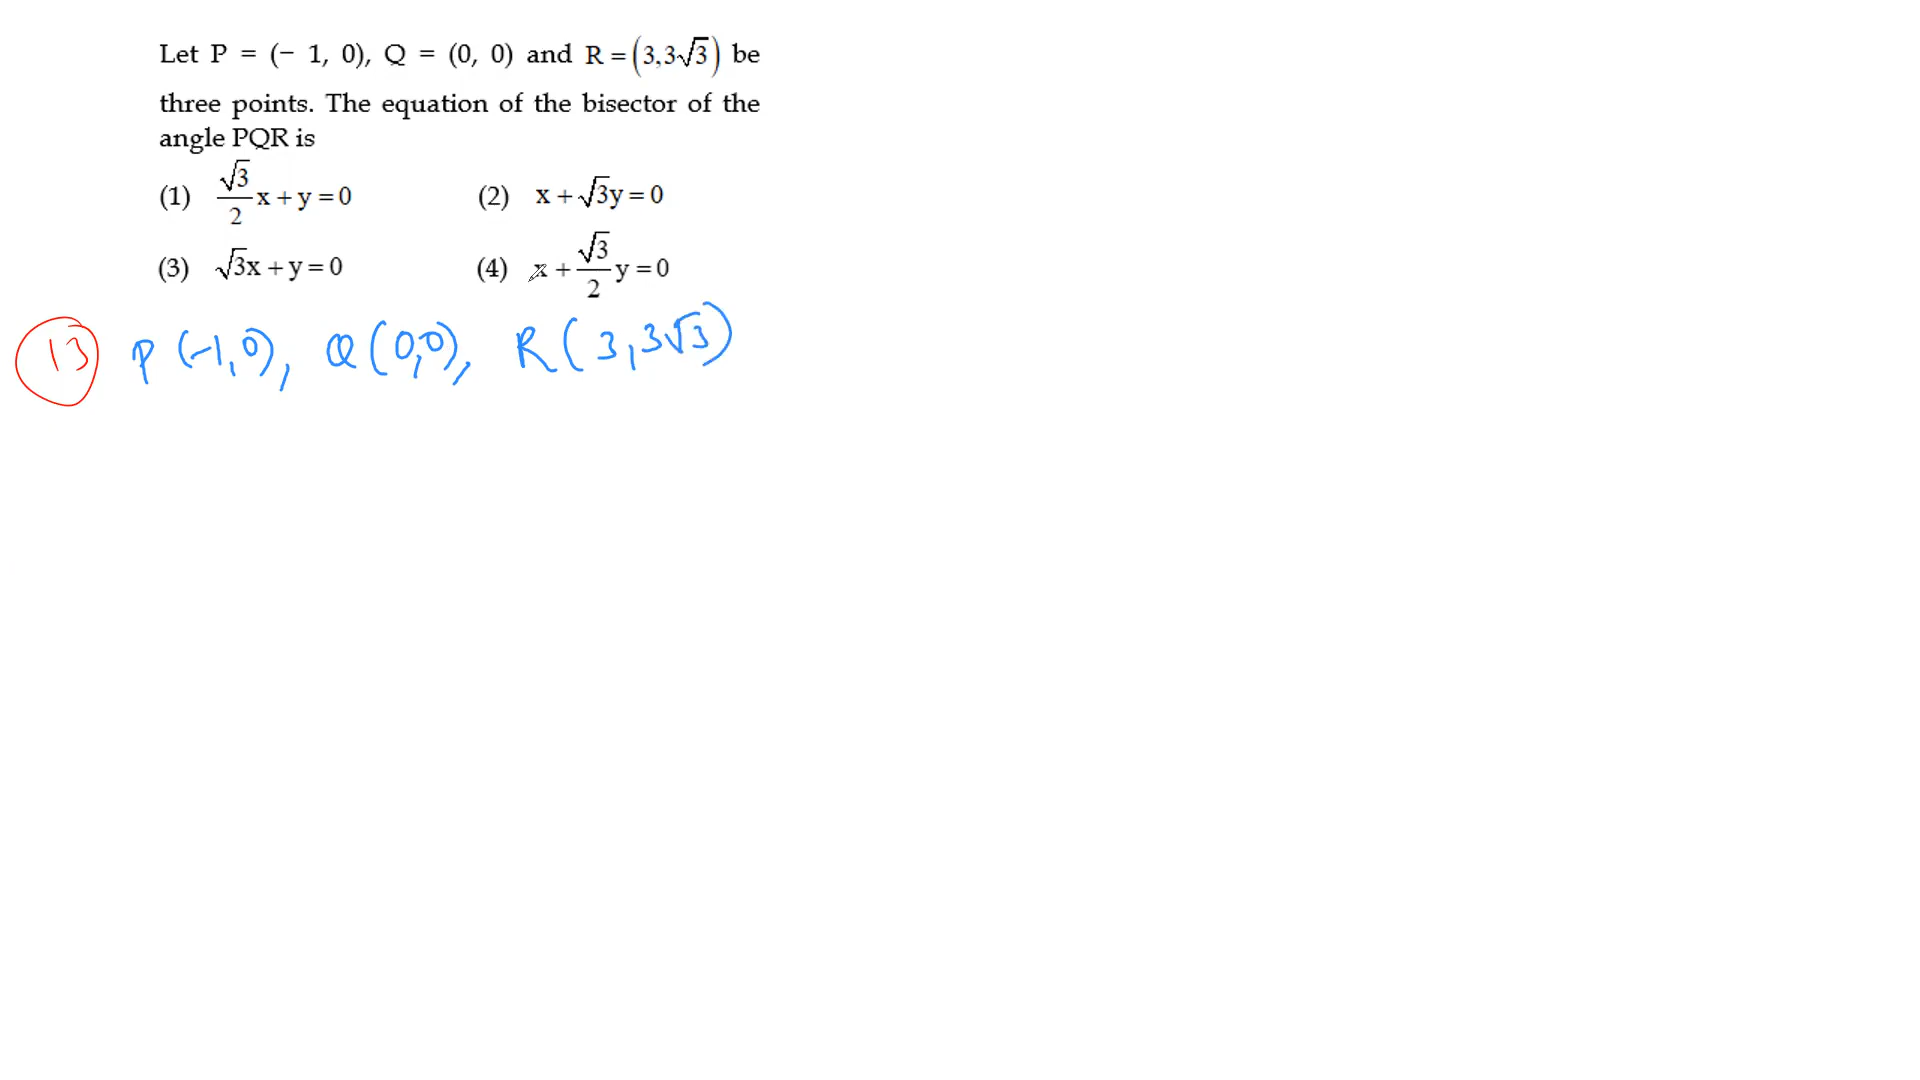 Let P = (− 1, 0), Q = (0, 0) and R = (3,3√3) be
three points. The equation of the bisector of the
angle PQR is
(1) √3/2 x + y = 0 (2) x + √3y = 0
(3) √3x + y = 0 (4) x + √3/2 y = 0
13 P (-1,0), Q (0,0), R (3,3√3)